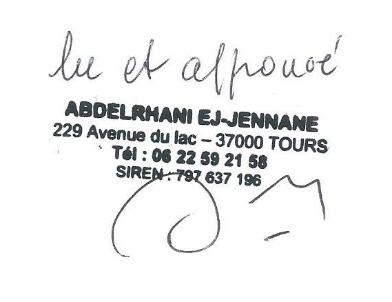 lu et approuvé
ABDELRHANI EJ-JENNANE
229 Avenue du lac – 37000 TOURS
Tél : 06 22 59 21 58
SIREN : 797 637 196